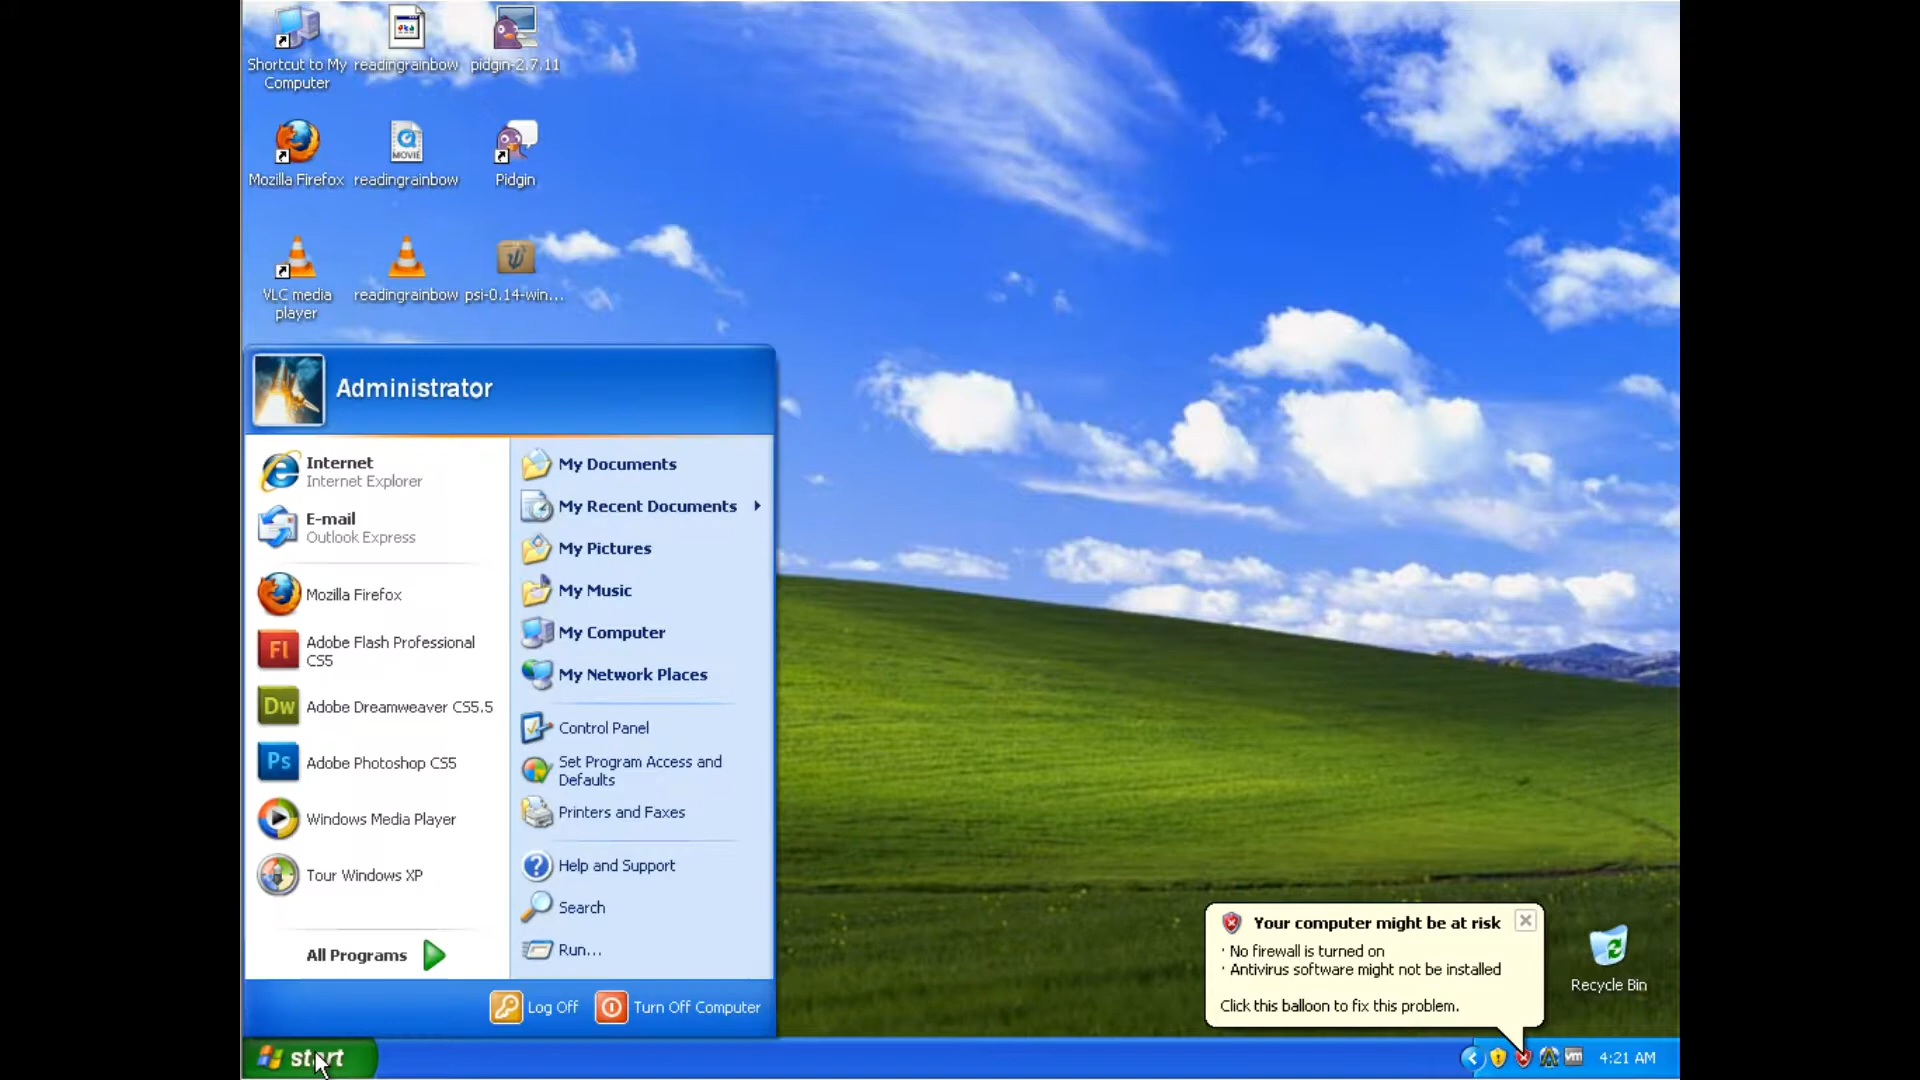 Shortcut to My
Computer
readingrainbow
pidgin-2.7.11
Mozilla Firefox
MOVIE
readingrainbow
Pidgin
VLC media
player
readingrainbow
psi-0.14-win...
Administrator
Internet
Internet Explorer
E-mail
Outlook Express
Mozilla Firefox
Fl
Adobe Flash Professional
CS5
Dw
Adobe Dreamweaver CS5.5
Ps
Adobe Photoshop CS5
Windows Media Player
Tour Windows XP
All Programs
My Documents
My Recent Documents
My Pictures
My Music
My Computer
My Network Places
Control Panel
Set Program Access and
Defaults
Printers and Faxes
Help and Support
Search
Run...
Log Off
Turn Off Computer
Your computer might be at risk
· No firewall is turned on
· Antivirus software might not be installed
Click this balloon to fix this problem.
Recycle Bin
start
vm
4:21 AM